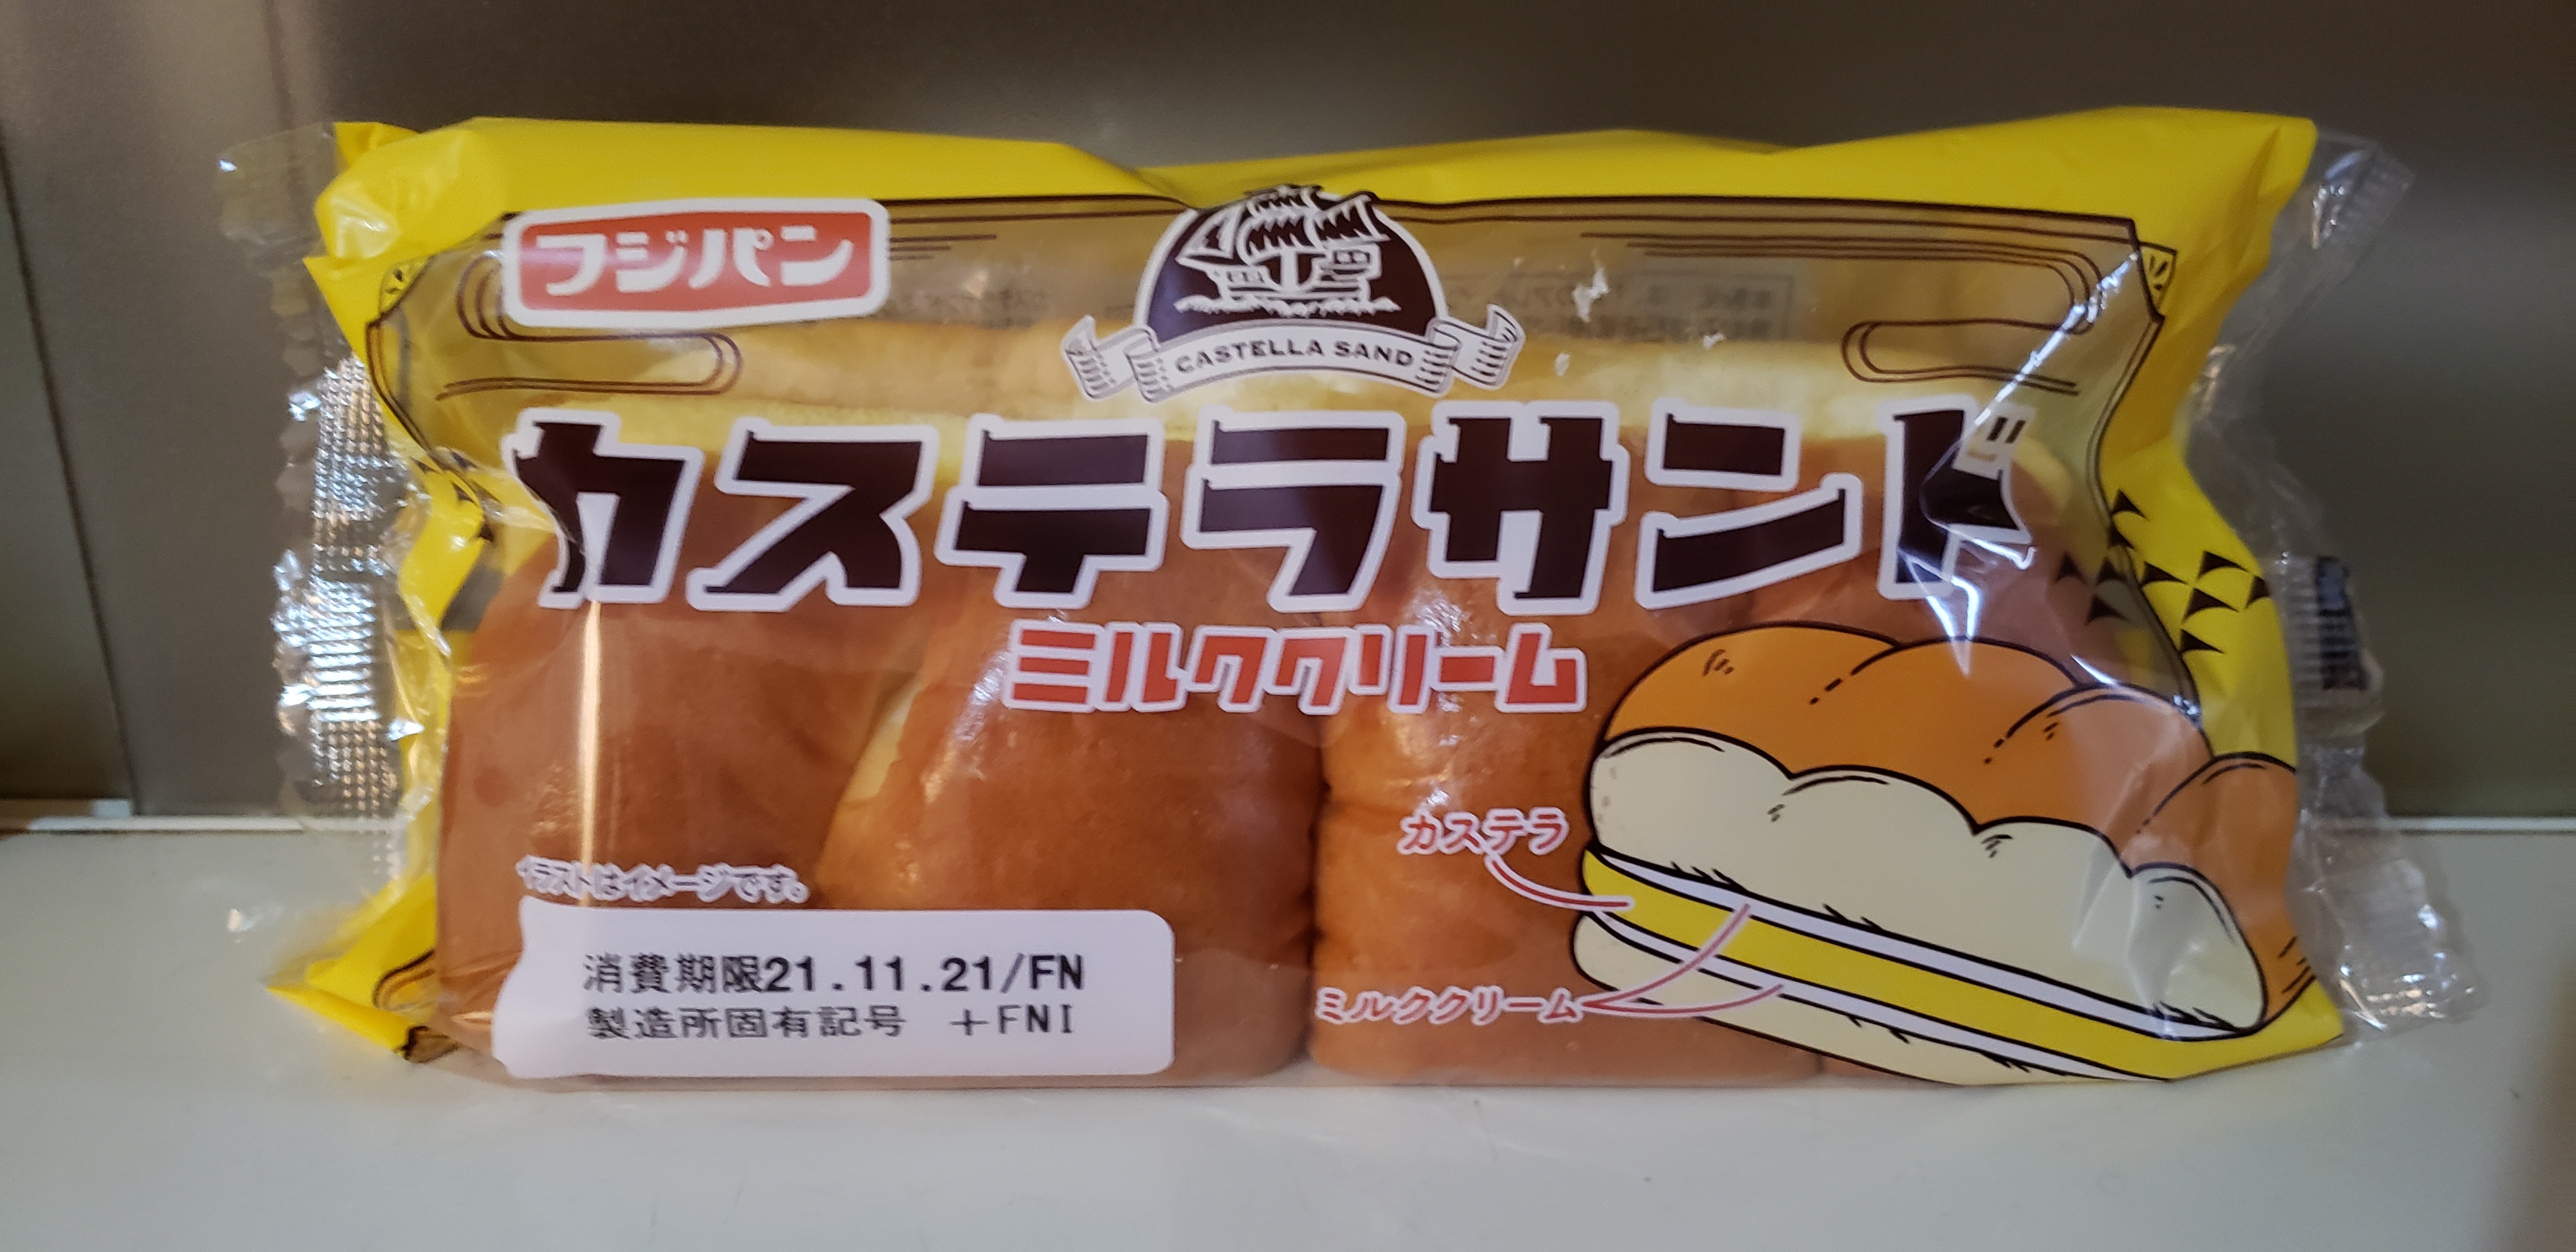 フジパン
CASTELLA SAND
カステラサンド
ミルククリーム
カステラ
イラストはイメージです。
消費期限21.11.21/FN
ミルククリーム
製造所固有記号 +FNI